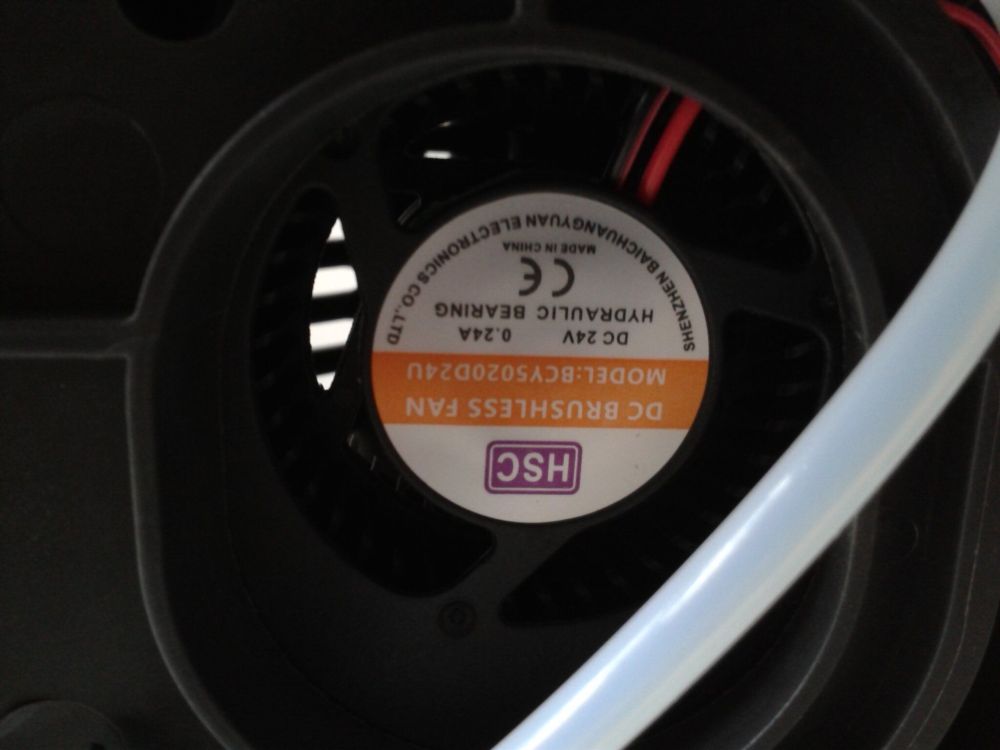 HSC
DC BRUSHLESS FAN
MODEL:BCY5020D24U
DC 24V 0.24A
HYDRAULIC BEARING
CE
MADE IN CHINA
SHENZHEN BAICHUANGYUAN ELECTRONICS CO.,LTD